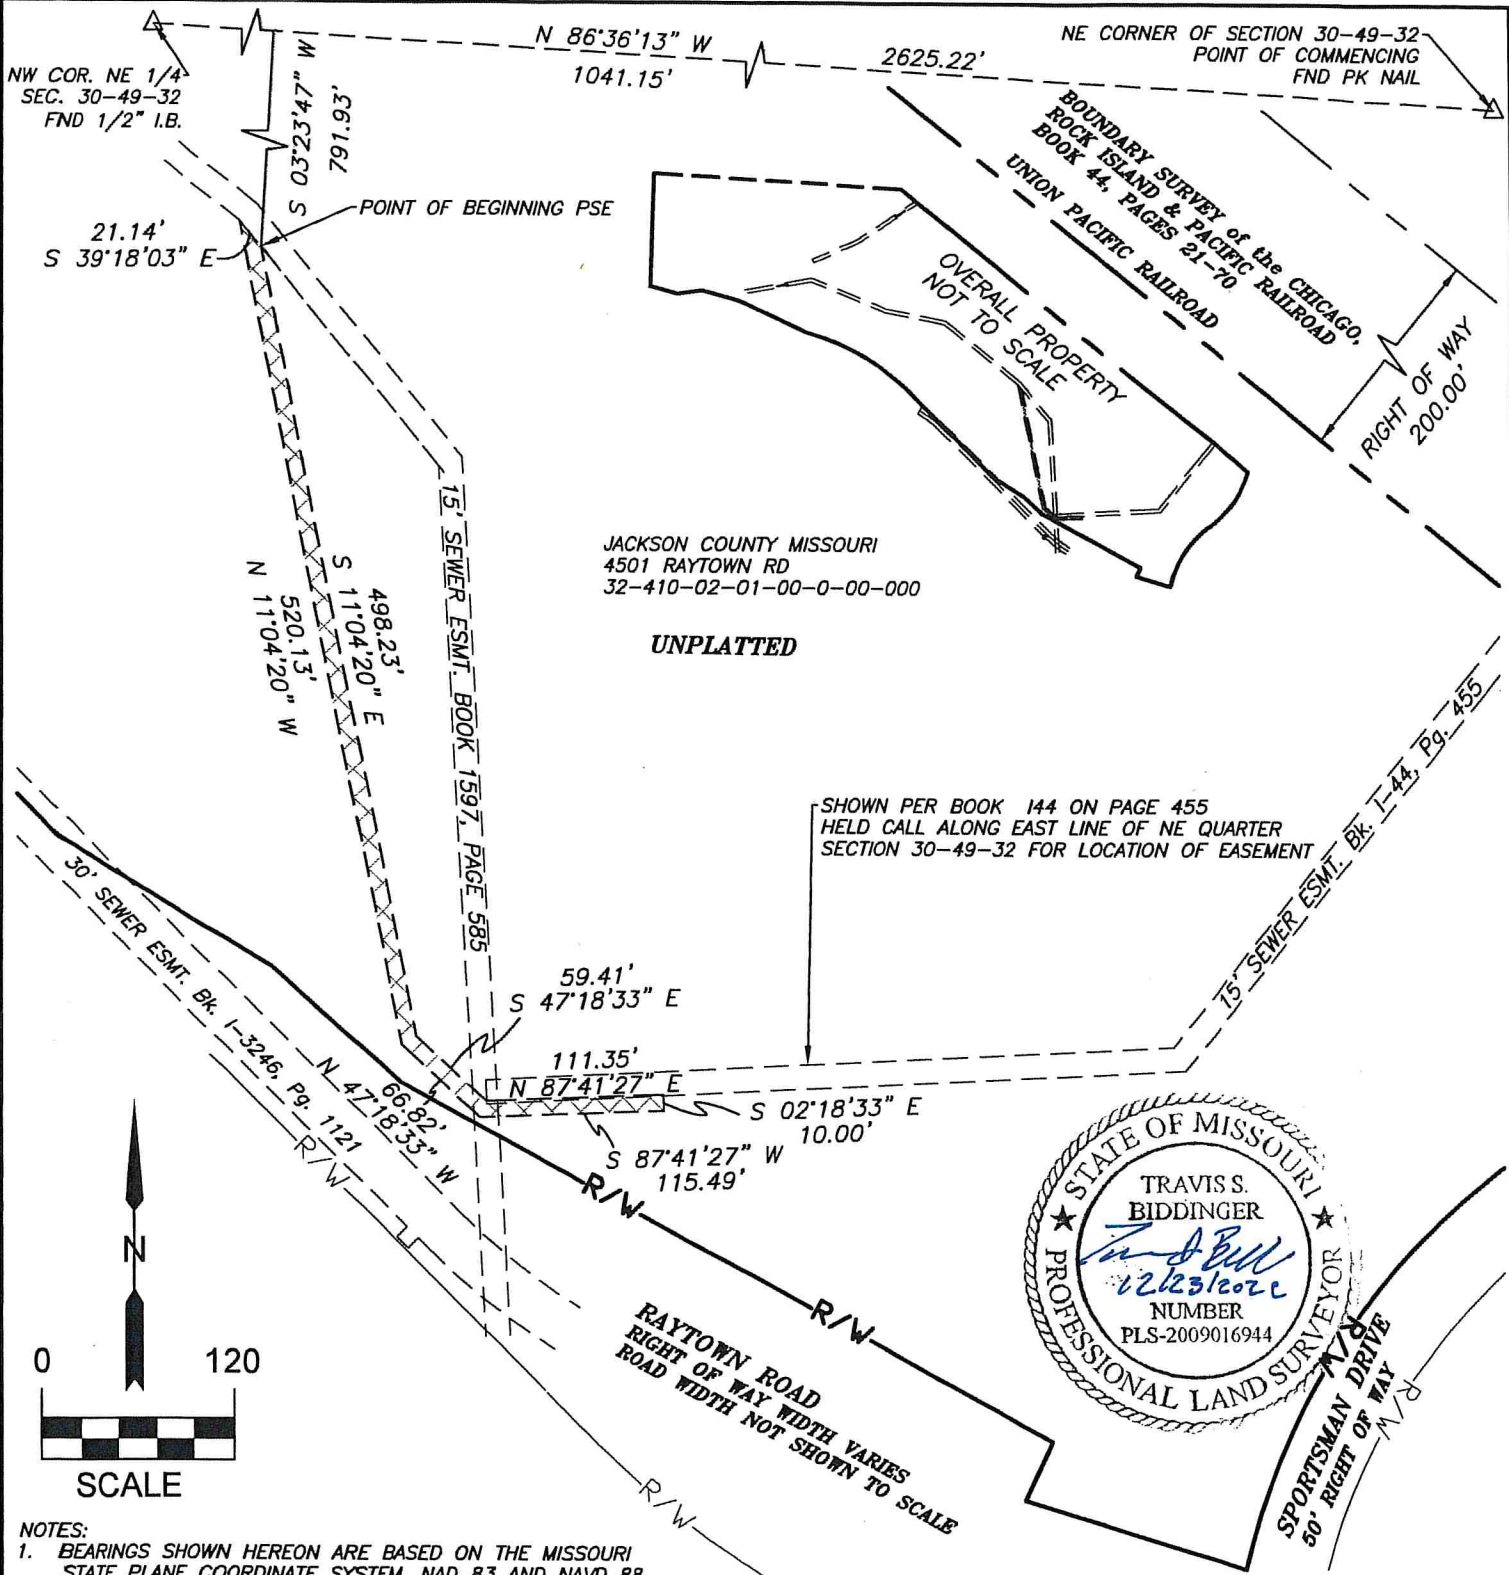 N 86°36'13" W
1041.15'
2625.22'
NE CORNER OF SECTION 30-49-32
POINT OF COMMENCING
FND PK NAIL
NW COR. NE 1/4
SEC. 30-49-32
FND 1/2" I.B.
S 03°23'47" W
791.93'
POINT OF BEGINNING PSE
21.14'
S 39°18'03" E
BOUNDARY SURVEY of the CHICAGO,
ROCK ISLAND & PACIFIC RAILROAD
BOOK 44, PAGES 21-70
UNION PACIFIC RAILROAD
RIGHT OF WAY
200.00'
OVERALL PROPERTY
NOT TO SCALE
JACKSON COUNTY MISSOURI
4501 RAYTOWN RD
32-410-02-01-00-0-00-000
UNPLATTED
15' SEWER ESMT. BOOK 1597, PAGE 585
498.23'
S 11°04'20" E
520.13'
N 11°04'20" W
SHOWN PER BOOK 144 ON PAGE 455
HELD CALL ALONG EAST LINE OF NE QUARTER
SECTION 30-49-32 FOR LOCATION OF EASEMENT
15' SEWER ESMT. Bk. I-44, Pg. 455
30' SEWER ESMT. Bk. I-3246, Pg. 1121
59.41'
S 47°18'33" E
111.35'
N 87°41'27" E
S 02°18'33" E
10.00'
S 87°41'27" W
115.49'
66.82'
N 47°18'33" W
R/W
R/W
R/W
R/W
R/W
R/W
RAYTOWN ROAD
RIGHT OF WAY WIDTH VARIES
ROAD WIDTH NOT SHOWN TO SCALE
SPORTSMAN DRIVE
50' RIGHT OF WAY
STATE OF MISSOURI
TRAVIS S.
BIDDINGER
12/23/202
NUMBER
PLS-2009016944
PROFESSIONAL LAND SURVEYOR
N
0 120
SCALE
NOTES:
1. BEARINGS SHOWN HEREON ARE BASED ON THE MISSOURI
STATE PLANE COORDINATE SYSTEM, NAD 83 AND NAVD 88